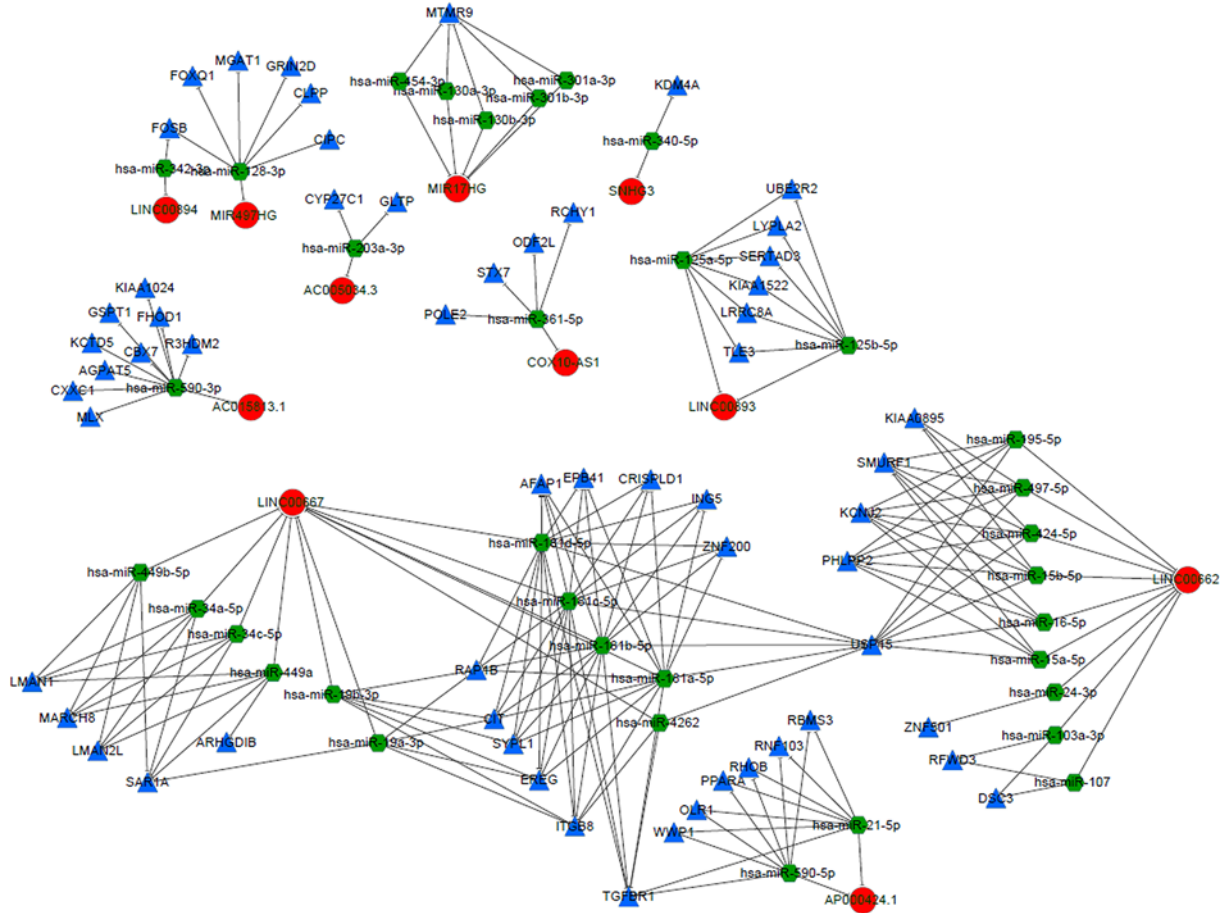 MTMR9
MGAT1
GRIN2D
FOXQ1
CLPP
hsa-miR-454-3p
hsa-miR-301a-3p
hsa-miR-130a-3p
hsa-miR-301b-3p
KDM4A
hsa-miR-130b-3p
FOSB
CIPC
hsa-miR-340-5p
hsa-miR-342-3p
hsa-miR-128-3p
MIR17HG
SNHG3
UBE2R2
CYP27C1
GLTP
LINC00894
MIR497HG
RCHY1
LYPLA2
ODF2L
hsa-miR-203a-3p
hsa-miR-125a-5p
SERTAD3
STX7
KIAA1522
KIAA1024
AC005034.3
GSPT1
FHOD1
POLE2
hsa-miR-361-5p
LRRC8A
KCTD5
CBX7
R3HDM2
TLE3
hsa-miR-125b-5p
AGPAT5
COX10-AS1
CXXC1
hsa-miR-590-3p
AC015813.1
LINC00893
MLX
KIAA0895
hsa-miR-195-5p
SMURF1
EPB41
CRISPLD1
AFAP1
hsa-miR-497-5p
LINC00667
ING5
KCNJ2
hsa-miR-424-5p
hsa-miR-181d-5p
ZNF200
PHLPP2
hsa-miR-449b-5p
hsa-miR-15b-5p
LINC00662
hsa-miR-181c-5p
hsa-miR-34a-5p
hsa-miR-16-5p
hsa-miR-34c-5p
hsa-miR-181b-5p
USP15
hsa-miR-15a-5p
hsa-miR-449a
RAP1B
hsa-miR-181a-5p
LMAN1
hsa-miR-19b-3p
hsa-miR-24-3p
MARCH8
CIT
hsa-miR-4262
RBMS3
ZNF501
hsa-miR-103a-3p
ARHGDIB
hsa-miR-19a-3p
SYPL1
RNF103
LMAN2L
RHOB
RFWD3
SAR1A
EREG
PPARA
hsa-miR-107
DSC3
OLR1
ITGB8
WWP1
hsa-miR-21-5p
hsa-miR-590-5p
TGFBR1
AP000424.1